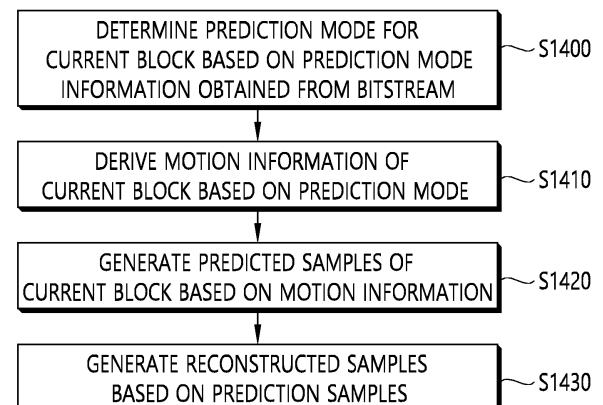 DETERMINE PREDICTION MODE FOR
CURRENT BLOCK BASED ON PREDICTION MODE
INFORMATION OBTAINED FROM BITSTREAM
S1400
DERIVE MOTION INFORMATION OF
CURRENT BLOCK BASED ON PREDICTION MODE
S1410
GENERATE PREDICTED SAMPLES OF
CURRENT BLOCK BASED ON MOTION INFORMATION
S1420
GENERATE RECONSTRUCTED SAMPLES
BASED ON PREDICTION SAMPLES
S1430